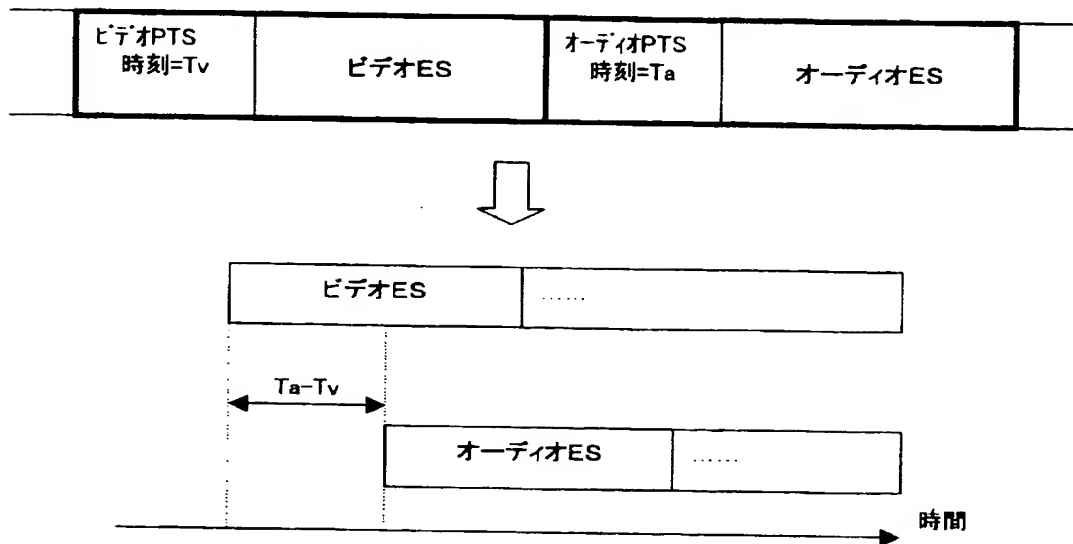 ビデオPTS
時刻=Tv
ビデオES
オーディオPTS
時刻=Ta
オーディオES
ビデオES
......
Ta-Tv
オーディオES
......
時間